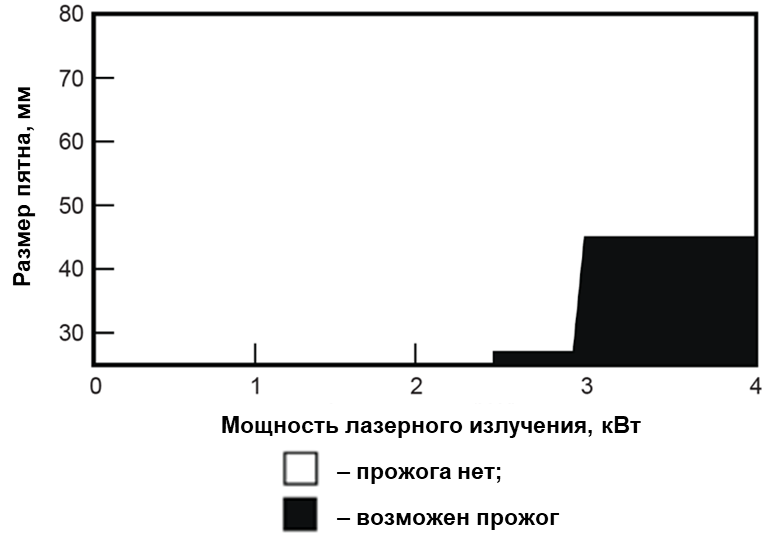 80
70
60
50
40
30
Размер пятна, мм
0 1 2 3 4
Мощность лазерного излучения, кВт
– прожога нет;
– возможен прожог